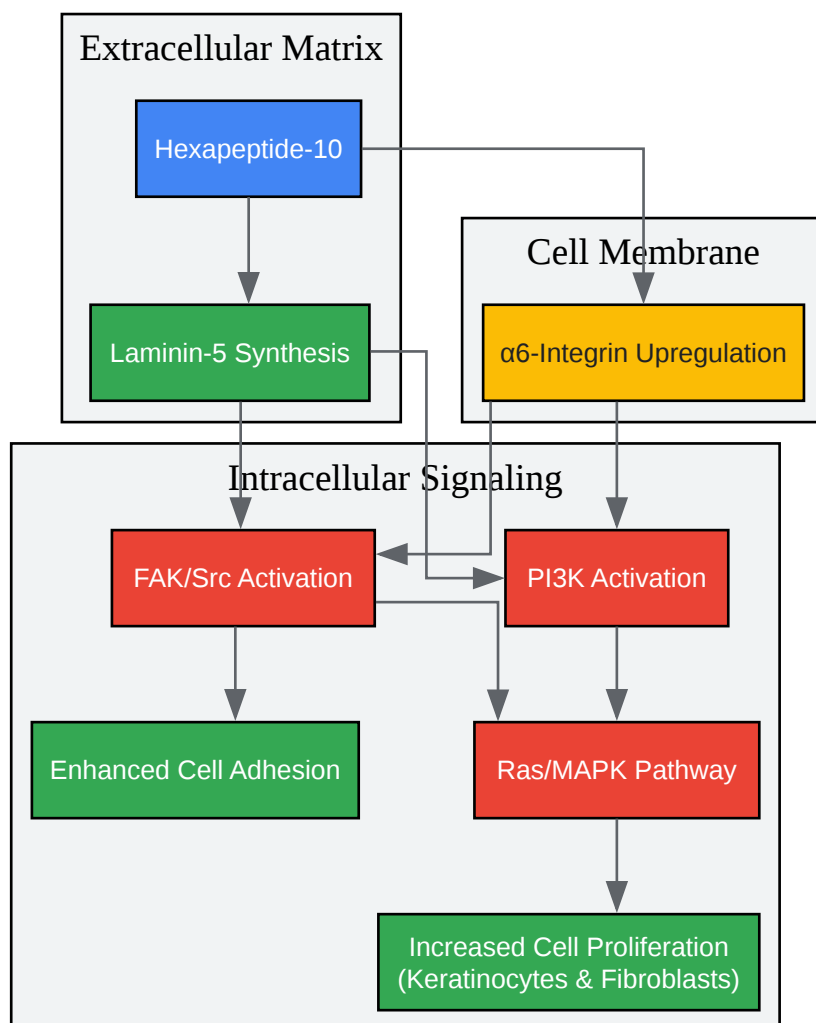 Extracellular Matrix
Hexapeptide-10
Cell Membrane
Laminin-5 Synthesis
α6-Integrin Upregulation
Intracellular Signaling
FAK/Src Activation
PI3K Activation
Enhanced Cell Adhesion
Ras/MAPK Pathway
Increased Cell Proliferation
(Keratinocytes & Fibroblasts)